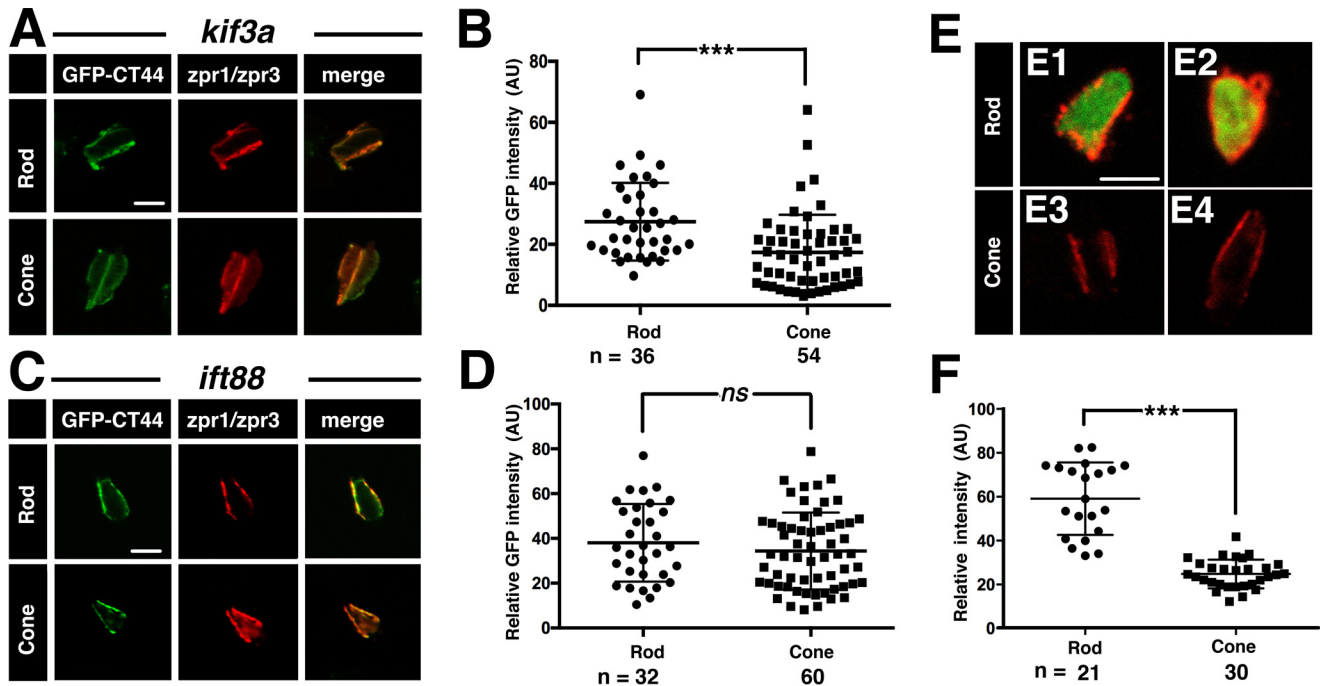 A
kif3a
GFP-CT44 zpr1/zpr3 merge
Rod
Cone
B
Relative GFP intensity (AU)
80
60
40
20
0
***
Rod Cone
n = 36 54
C
ift88
GFP-CT44 zpr1/zpr3 merge
Rod
Cone
D
Relative GFP intensity (AU)
100
80
60
40
20
0
ns
Rod Cone
n = 32 60
E
Rod
E1 E2
Cone
E3 E4
F
Relative intensity (AU)
100
80
60
40
20
0
***
Rod Cone
n = 21 30